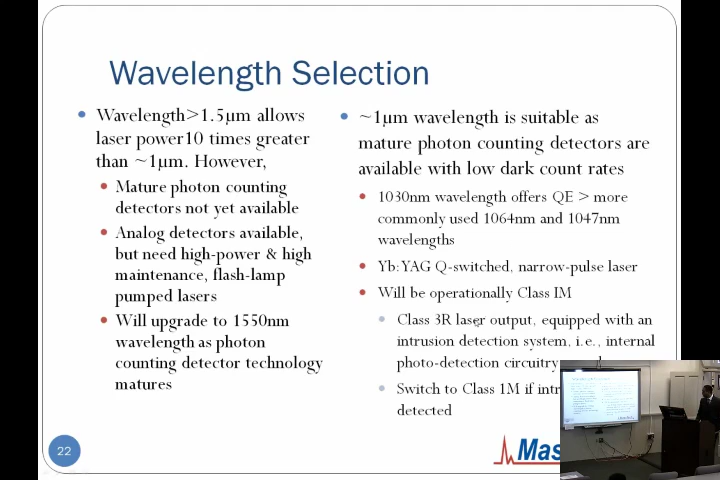 Wavelength Selection
Wavelength>1.5µm allows
laser power10 times greater
than ~1µm. However,
Mature photon counting
detectors not yet available
Analog detectors available,
but need high-power & high
maintenance, flash-lamp
pumped lasers
Will upgrade to 1550nm
wavelength as photon
counting detector technology
matures
~1µm wavelength is suitable as
mature photon counting detectors are
available with low dark count rates
1030nm wavelength offers QE > more
commonly used 1064nm and 1047nm
wavelengths
Yb:YAG Q-switched, narrow-pulse laser
Will be operationally Class IM
Class 3R laser output, equipped with an
intrusion detection system, i.e., internal
photo-detection circuitry
Switch to Class 1M if
detected
22